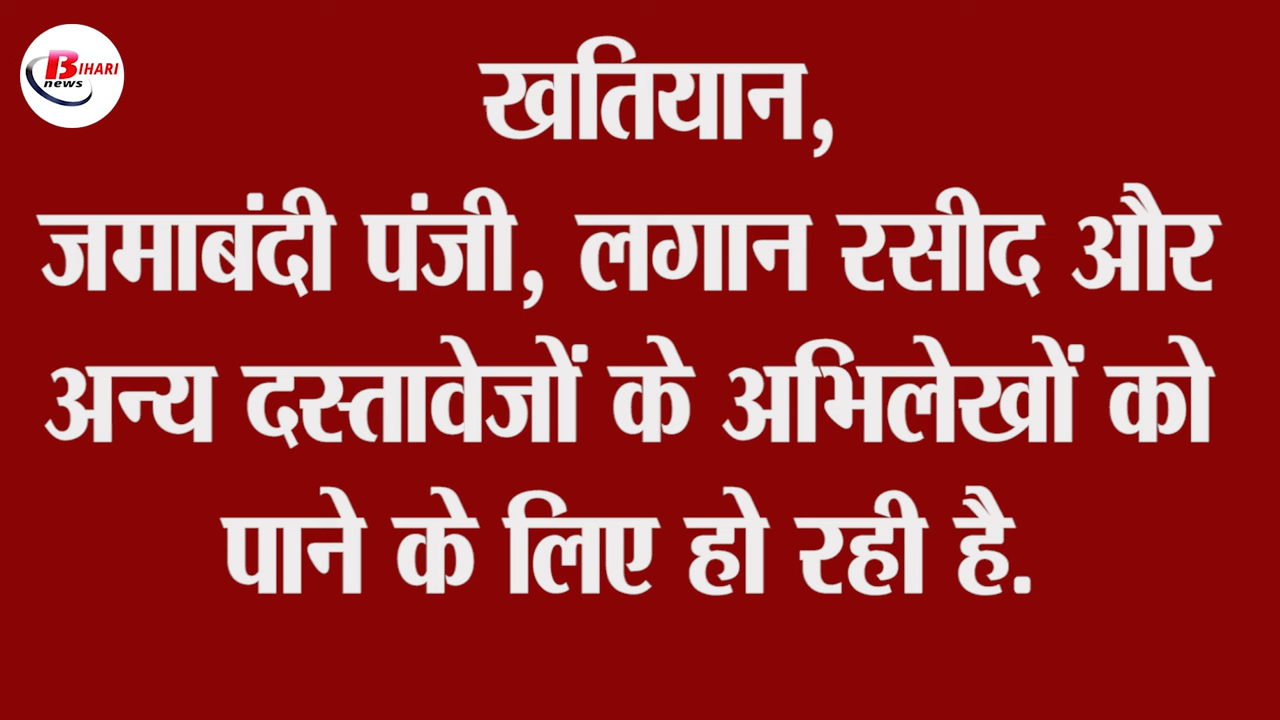 BIHARI
news
खतियान,
जमाबंदी पंजी, लगान रसीद और
अन्य दस्तावेजों के अभिलेखों को
पाने के लिए हो रही है.